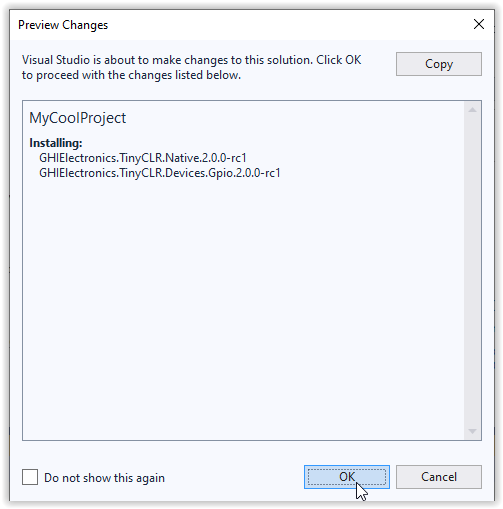 Preview Changes
Visual Studio is about to make changes to this solution. Click OK
to proceed with the changes listed below.
Copy
MyCoolProject
Installing:
GHIElectronics.TinyCLR.Native.2.0.0-rc1
GHIElectronics.TinyCLR.Devices.Gpio.2.0.0-rc1
Do not show this again
OK
Cancel